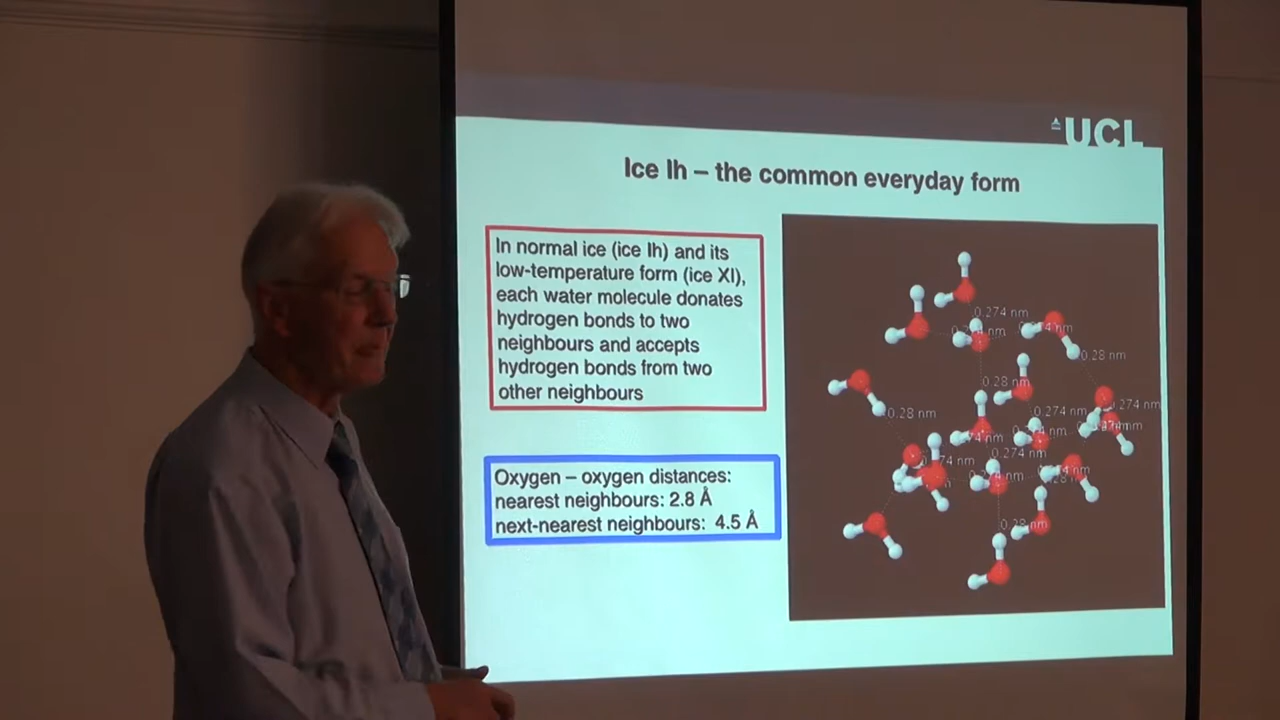 UCL
Ice Ih – the common everyday form
In normal ice (ice Ih) and its
low-temperature form (ice XI),
each water molecule donates
hydrogen bonds to two
neighbours and accepts
hydrogen bonds from two
other neighbours
Oxygen – oxygen distances:
nearest neighbours: 2.8 Å
next-nearest neighbours: 4.5 Å
0.274 nm
nm
0.28 nm
0.28 nm
0.28 nm
0.274 nm
0.274 nm
0.28 nm